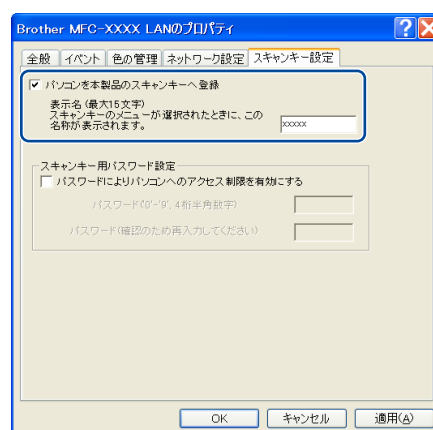 Brother MFC-XXXX LANのプロパティ
全般 イベント 色の管理 ネットワーク設定 スキャンキー設定
パソコンを本製品のスキャンキーへ登録
表示名(最大15文字)
スキャンキーのメニューが選択されたときに、この
名称が表示されます。
xxxxx
スキャンキー用パスワード設定
パスワードによりパソコンへのアクセス制限を有効にする
パスワード('0'-'9', 4桁半角数字)
パスワード(確認のため再入力してください)
OK キャンセル 適用(A)